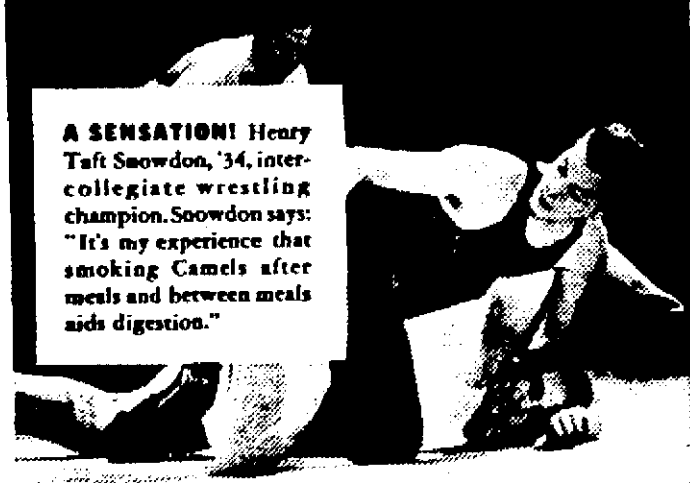 A SENSATION! Henry
Taft Snowdon, '34, inter-
collegiate wrestling
champion. Snowdon says:
"It's my experience that
smoking Camels after
meals and between meals
aids digestion."